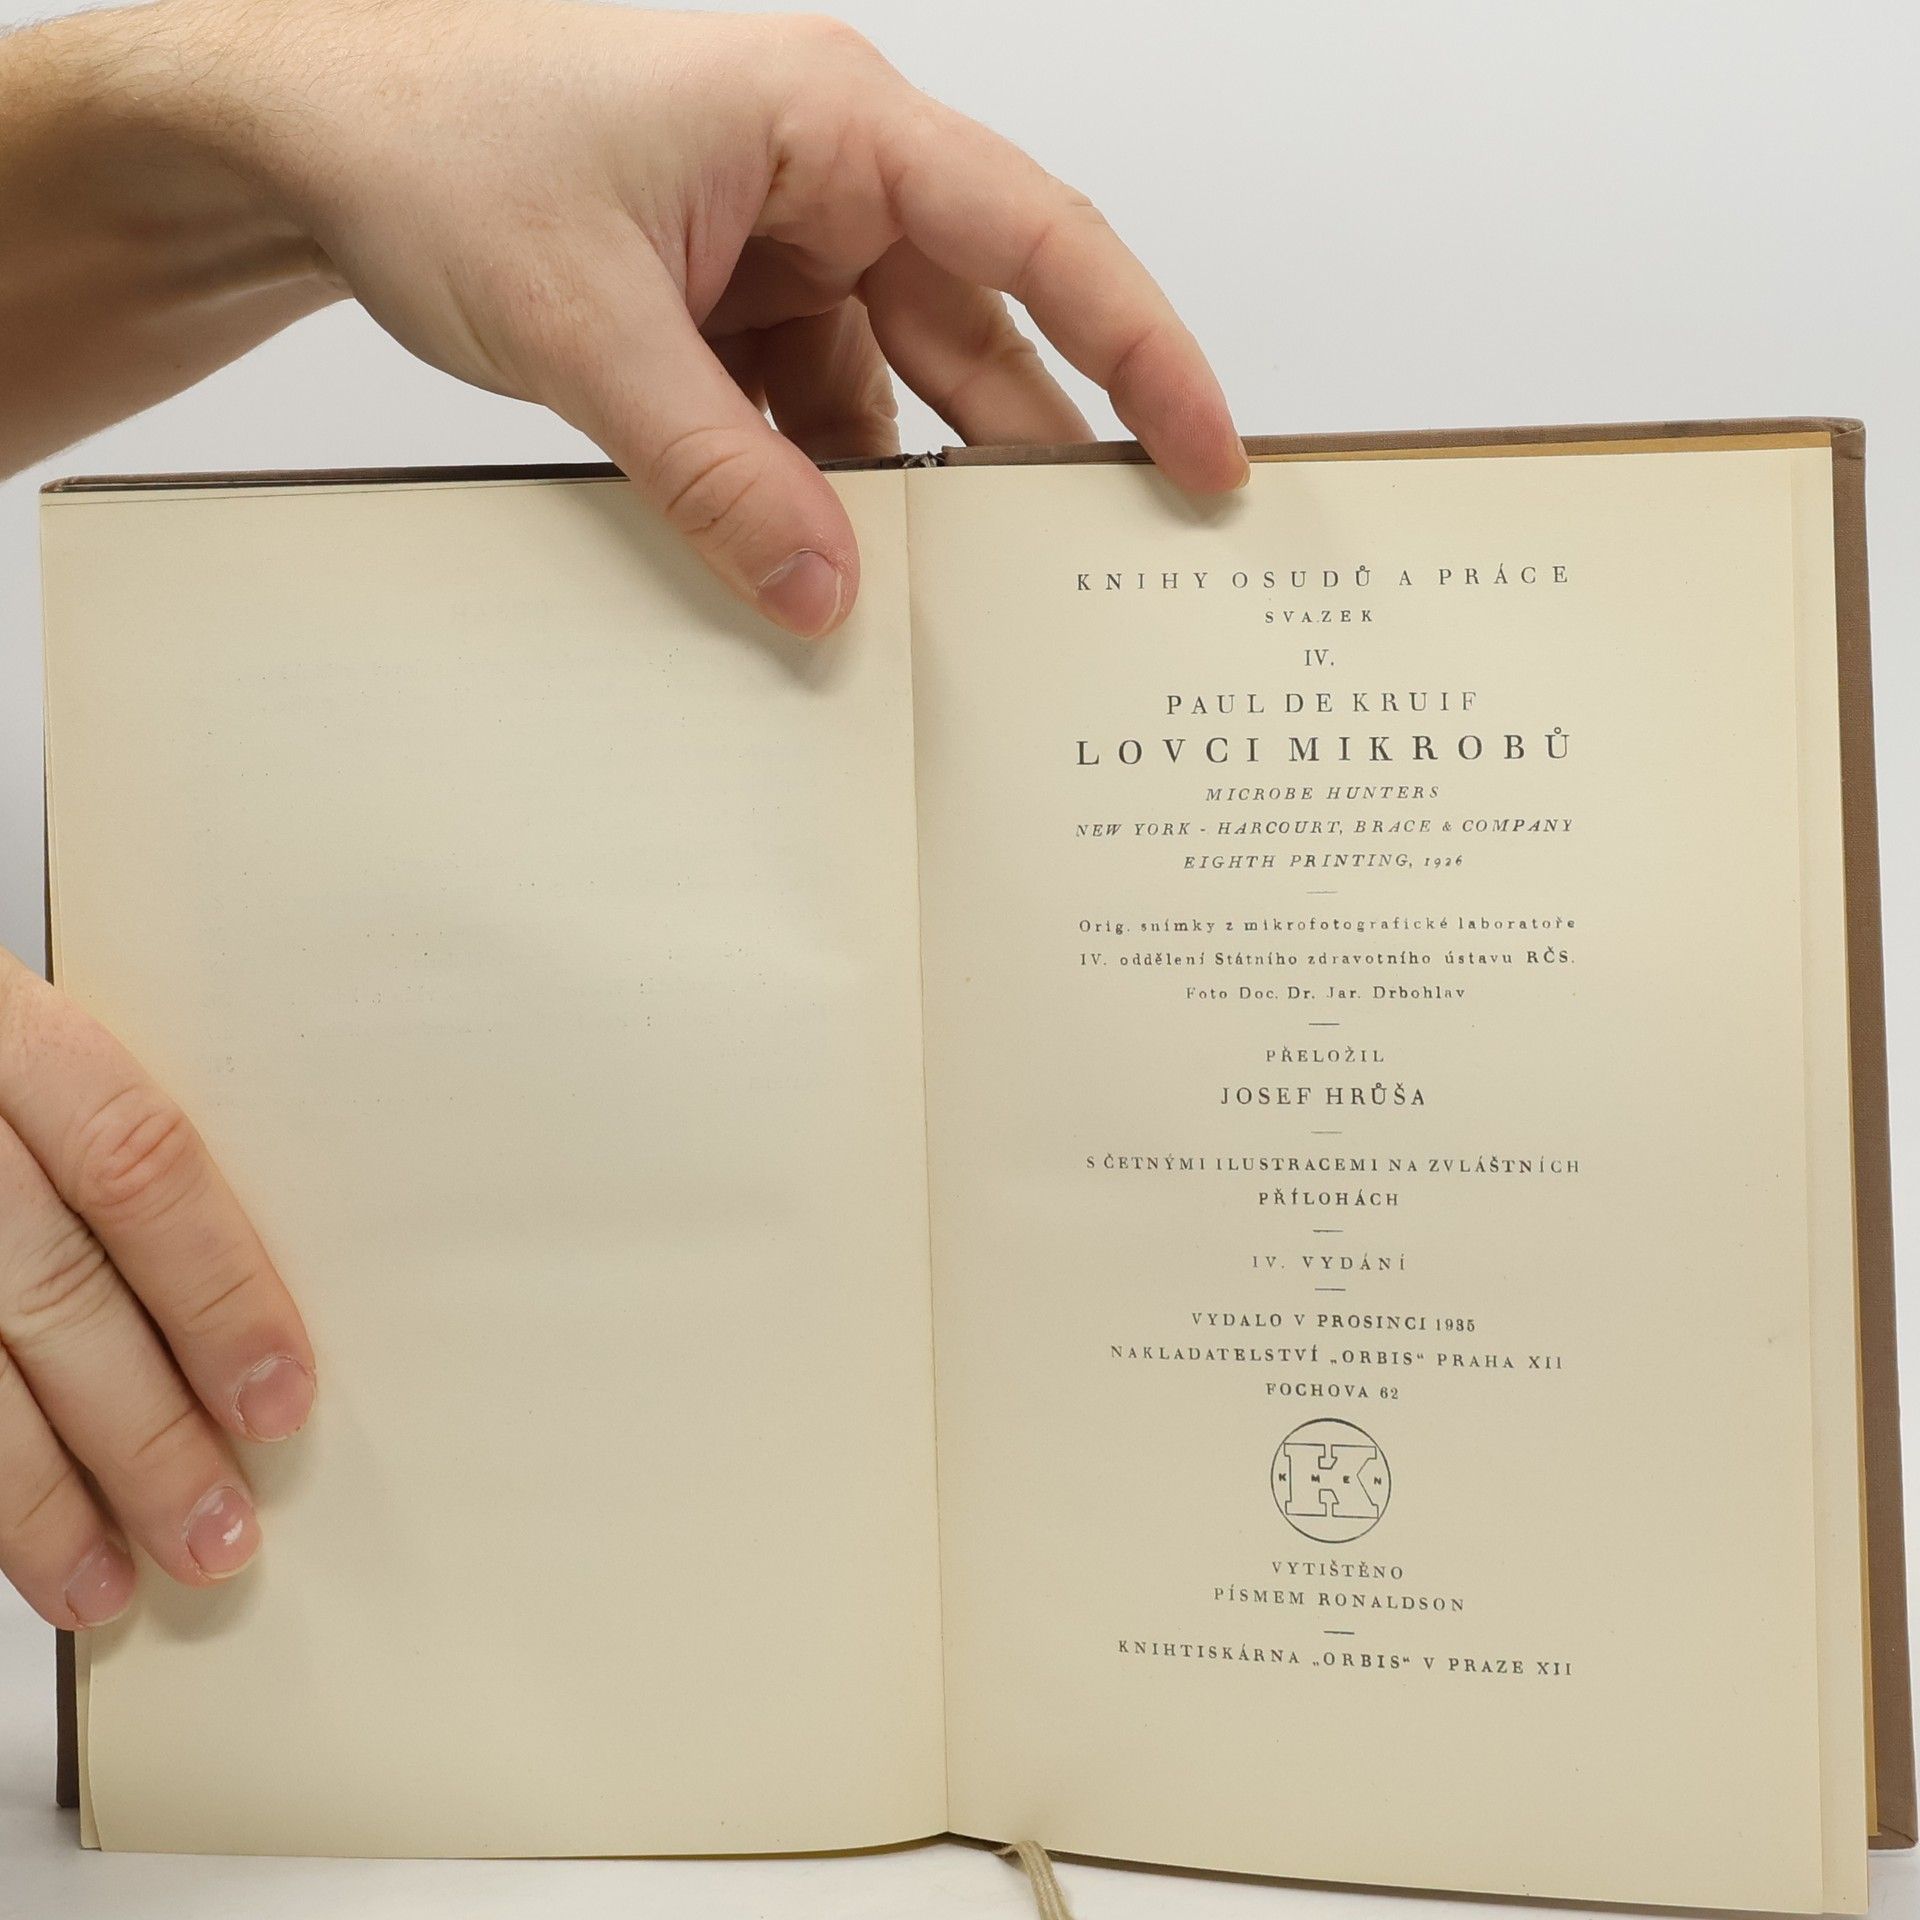 KNIHY OSUDŮ A PRÁCE
SVAZEK
IV.
PAUL DE KRUIF
LOVCI MIKROBŮ
MICROBE HUNTERS
NEW YORK - HARCOURT, BRACE & COMPANY
EIGHTH PRINTING, 1926
Orig. snímky z mikrofotografické laboratoře
IV. oddělení Státního zdravotního ústavu RČS.
Foto Doc. Dr. Jar. Drbohlav
PŘELOŽIL
JOSEF HRŮŠA
S ČETNÝMI ILUSTRACEMI NA ZVLÁŠTNÍCH
PŘÍLOHÁCH
IV. VYDÁNÍ
VYDALO V PROSINCI 1935
NAKLADATELSTVÍ „ORBIS“ PRAHA XII
FOCHOVA 62
K M E N
VYTIŠTĚNO
PÍSMEM RONALDSON
KNIHTISKÁRNA „ORBIS“ V PRAZE XII